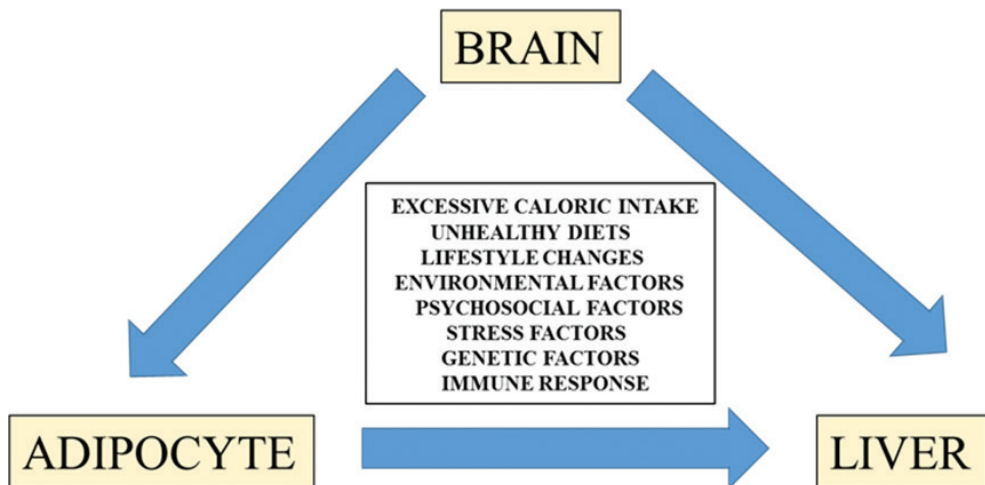 BRAIN
EXCESSIVE CALORIC INTAKE
UNHEALTHY DIETS
LIFESTYLE CHANGES
ENVIRONMENTAL FACTORS
PSYCHOSOCIAL FACTORS
STRESS FACTORS
GENETIC FACTORS
IMMUNE RESPONSE
ADIPOCYTE
LIVER